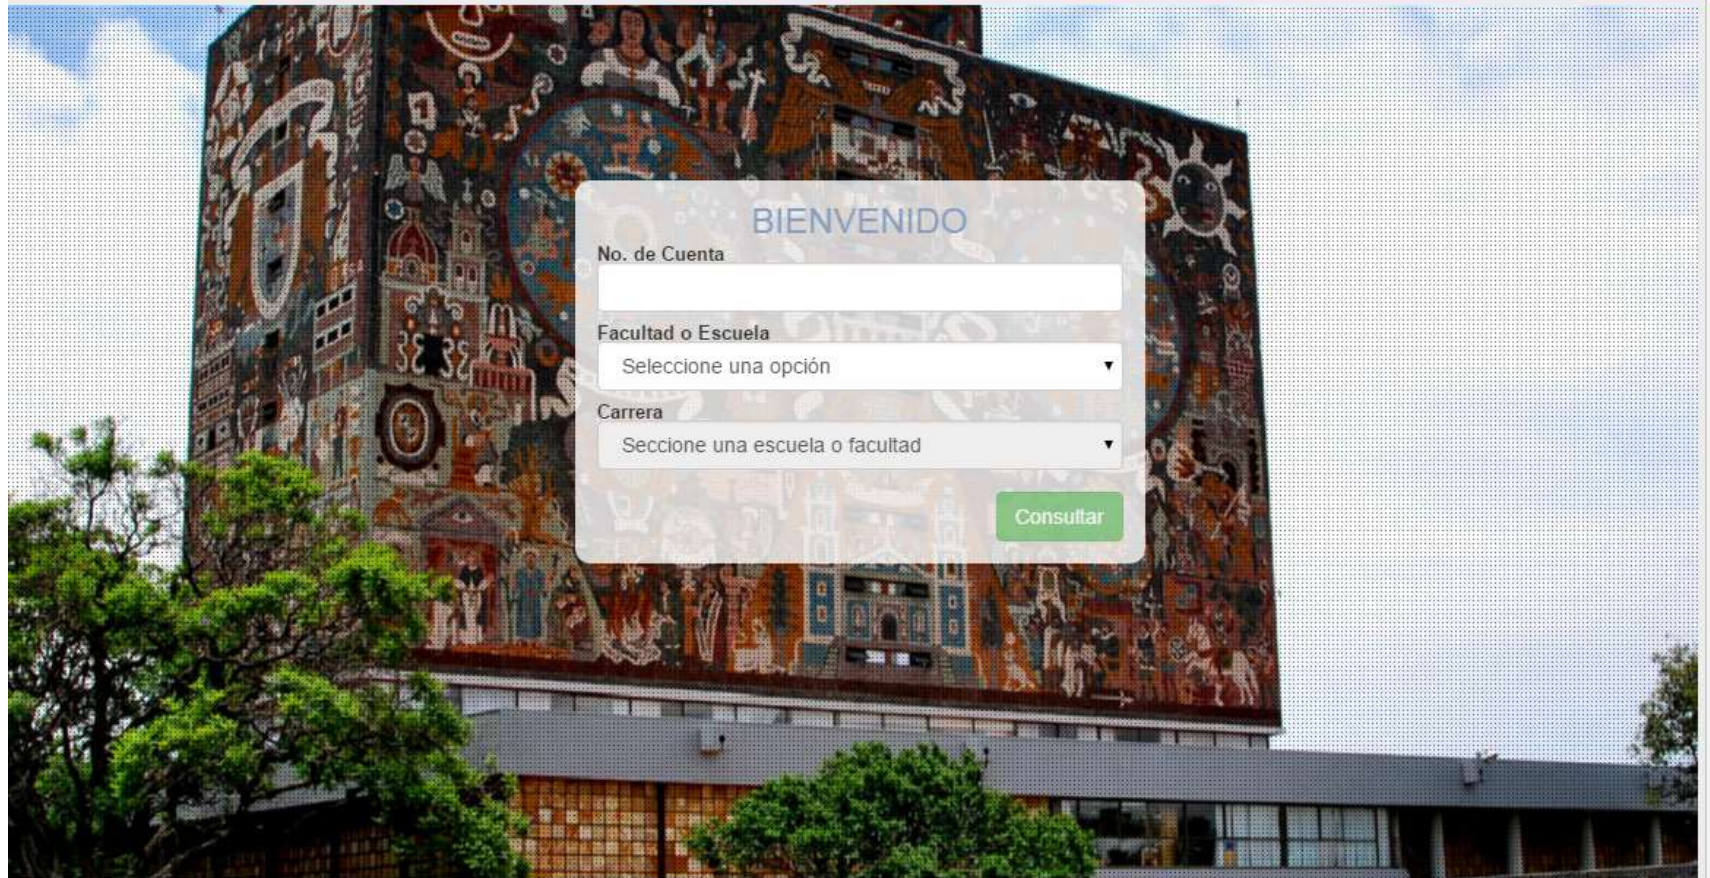 BIENVENIDO
No. de Cuenta
Facultad o Escuela
Seleccione una opción
Carrera
Seccione una escuela o facultad
Consultar